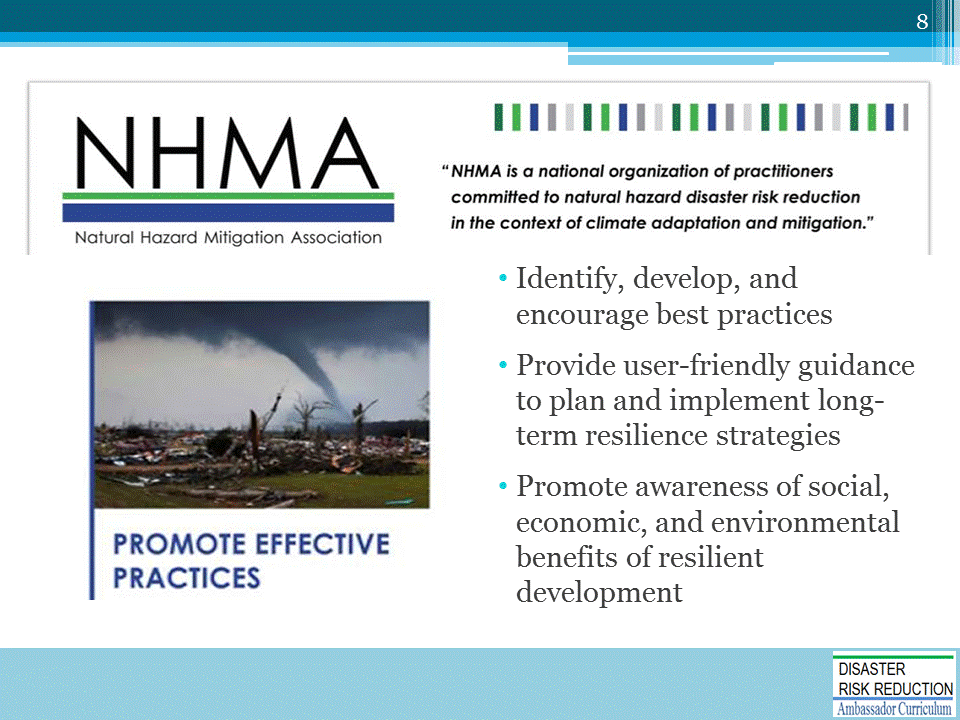 8
NHMA
Natural Hazard Mitigation Association
“NHMA is a national organization of practitioners
committed to natural hazard disaster risk reduction
in the context of climate adaptation and mitigation.”
• Identify, develop, and
encourage best practices
• Provide user-friendly guidance
to plan and implement long-
term resilience strategies
• Promote awareness of social,
economic, and environmental
benefits of resilient
development
PROMOTE EFFECTIVE
PRACTICES
DISASTER
RISK REDUCTION
Ambassador Curriculum